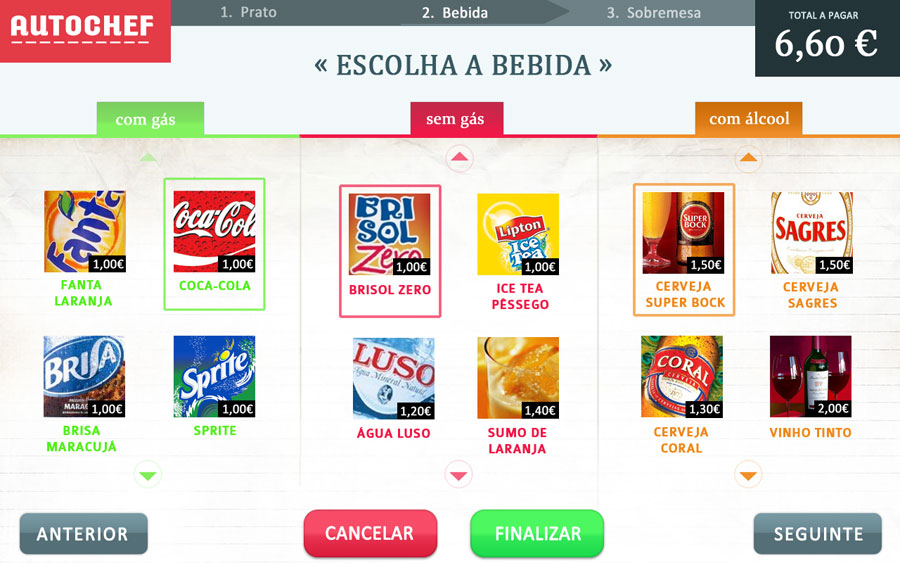 AUTOCHEF
1. Prato
2. Bebida
3. Sobremesa
TOTAL A PAGAR
6,60 €
« ESCOLHA A BEBIDA »
com gás
sem gás
com álcool
Fanta
1,00€
FANTA
LARANJA
Coca-Cola
1,00€
COCA-COLA
BRISOL
Zero
1,00€
BRISOL ZERO
Lipton
Ice
Tea
1,00€
ICE TEA
PÊSSEGO
SUPER
BOCK
1,50€
CERVEJA
SUPER BOCK
CERVEJA
SAGRES
1,50€
CERVEJA
SAGRES
BRISA
MARAC
1,00€
BRISA
MARACUJÁ
Sprite
1,00€
SPRITE
LUSO
Água Mineral Natural
1,20€
ÁGUA LUSO
1,40€
SUMO DE
LARANJA
CORAL
1,30€
CERVEJA
CORAL
2,00€
VINHO TINTO
ANTERIOR
CANCELAR
FINALIZAR
SEGUINTE